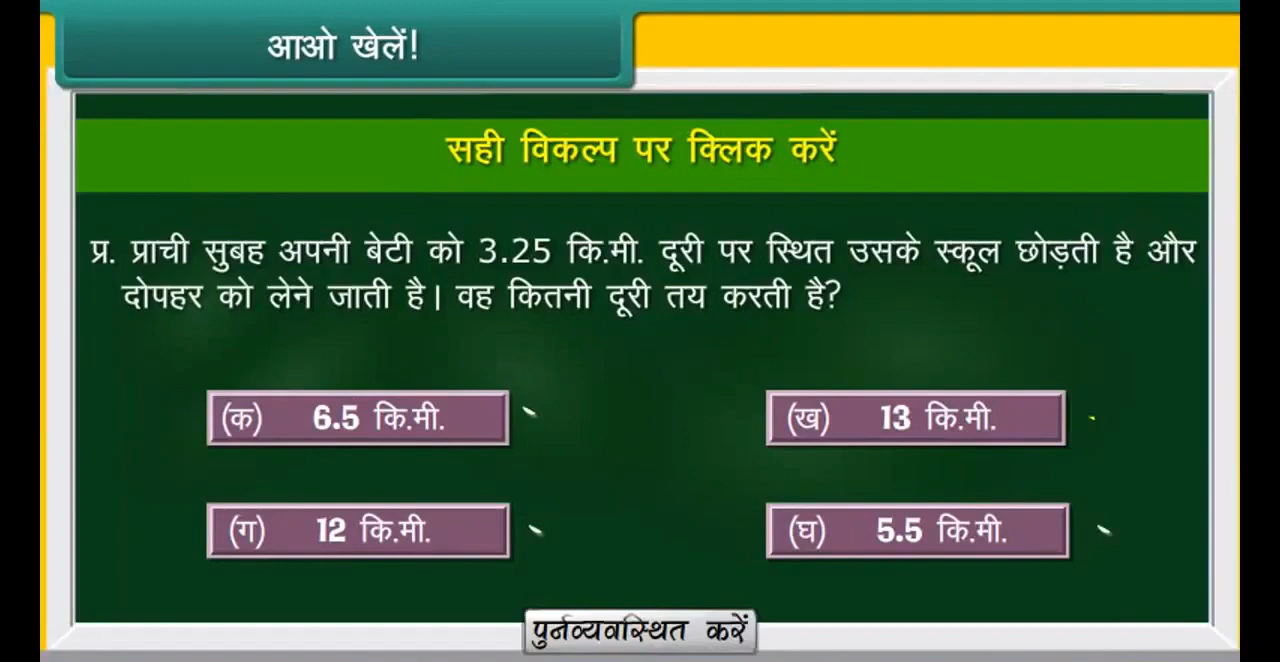 आओ खेलें!
सही विकल्प पर क्लिक करें
प्र. प्राची सुबह अपनी बेटी को 3.25 कि.मी. दूरी पर स्थित उसके स्कूल छोड़ती है और
दोपहर को लेने जाती है। वह कितनी दूरी तय करती है?
(क) 6.5 कि.मी.
(ख) 13 कि.मी.
(ग) 12 कि.मी.
(घ) 5.5 कि.मी.
पुर्नव्यवस्थित करें